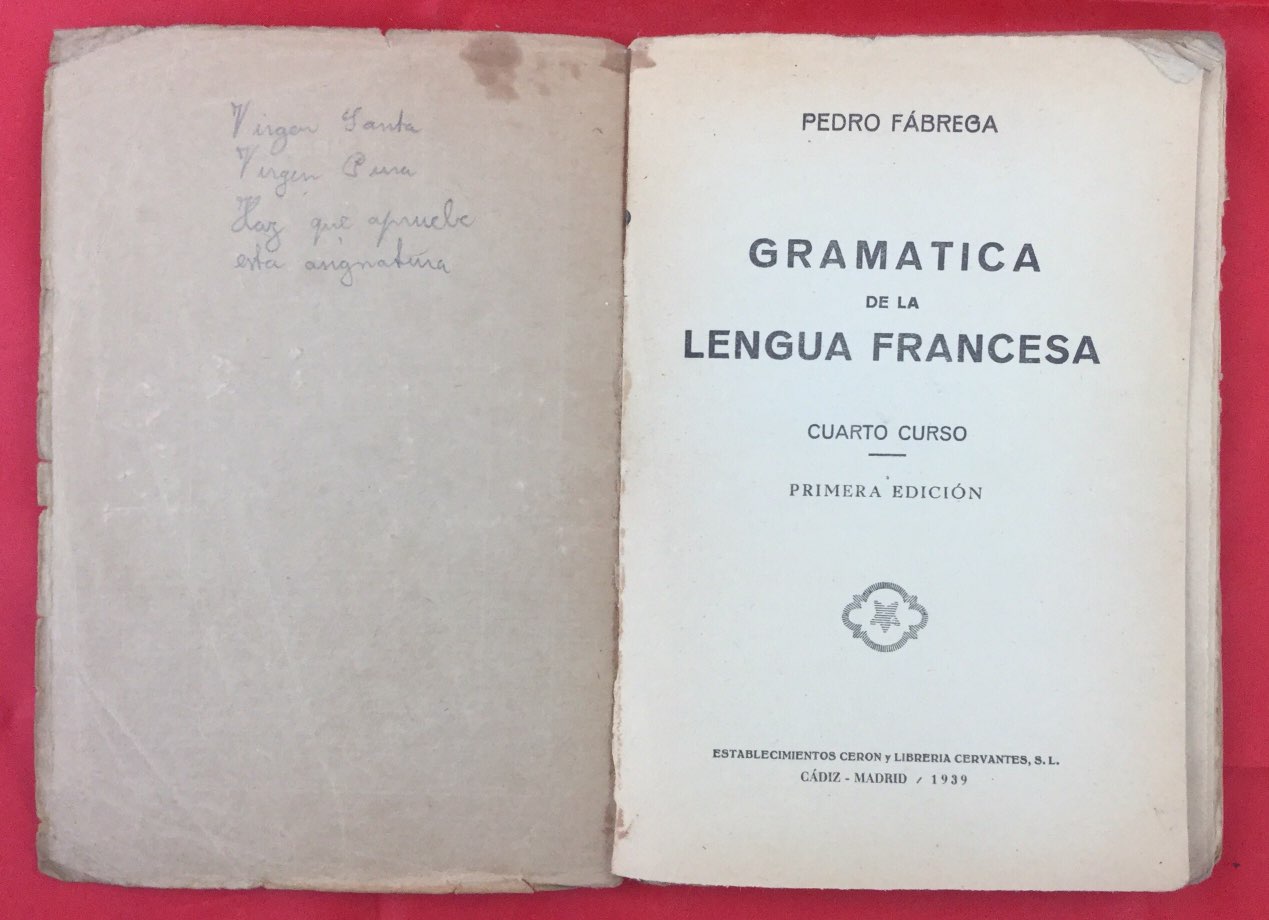 Virgen Santa
Virgen Pura
Haz que apruebe
esta asignatura
PEDRO FÁBREGA
GRAMATICA
DE LA
LENGUA FRANCESA
CUARTO CURSO
PRIMERA EDICIÓN
ESTABLECIMIENTOS CERON y LIBRERIA CERVANTES, S. L.
CÁDIZ - MADRID / 1939